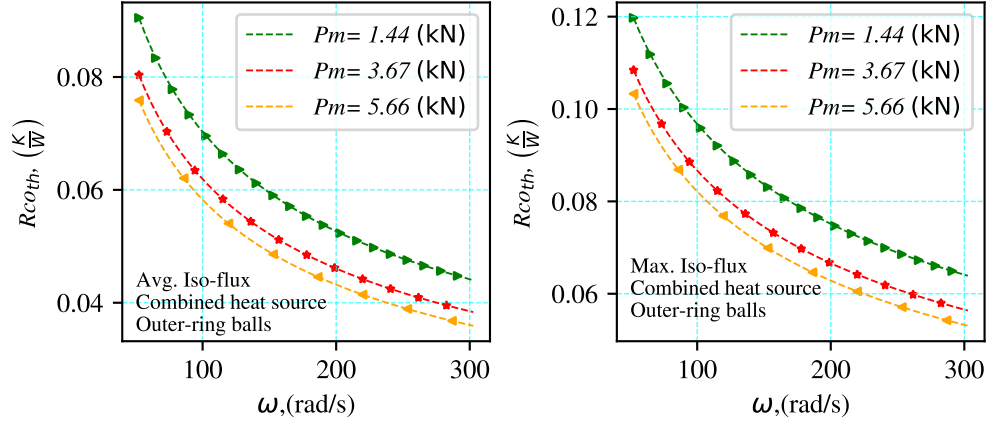 Rco_th, (K/W)
0.08
0.06
0.04
Pm= 1.44 (kN)
Pm= 3.67 (kN)
Pm= 5.66 (kN)
Avg. Iso-flux
Combined heat source
Outer-ring balls
100 200 300
ω,(rad/s)
Rco_th, (K/W)
0.12
0.10
0.08
0.06
Pm= 1.44 (kN)
Pm= 3.67 (kN)
Pm= 5.66 (kN)
Max. Iso-flux
Combined heat source
Outer-ring balls
100 200 300
ω,(rad/s)